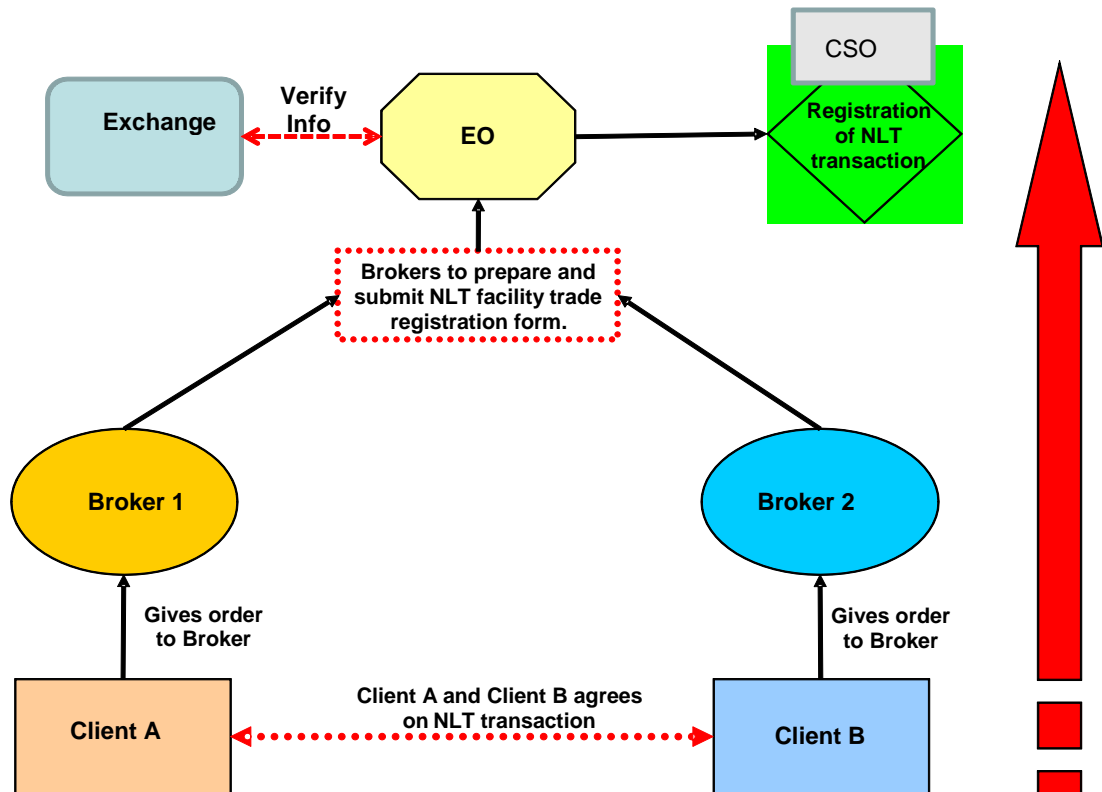 CSO
Verify
Info
Exchange
EO
Registration
of NLT
transaction
Brokers to prepare and
submit NLT facility trade
registration form.
Broker 1
Broker 2
Gives order
to Broker
Gives order
to Broker
Client A and Client B agrees
on NLT transaction
Client A
Client B